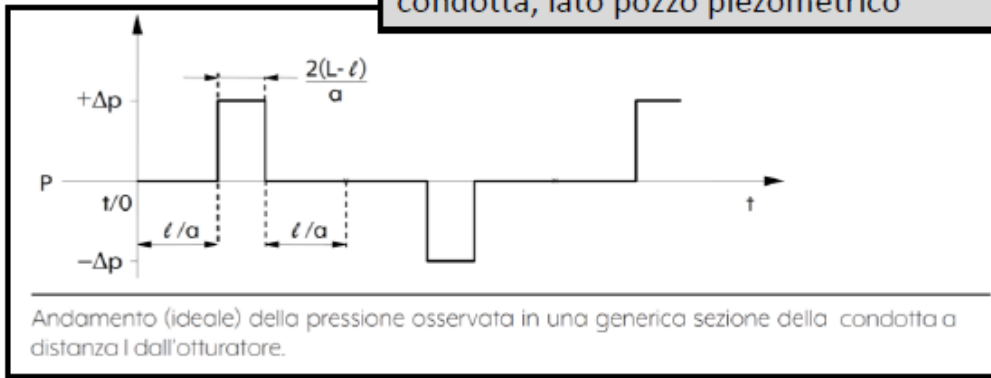 condotta, lato pozzo piezometrico
2(L-ℓ)
a
+Δp
P
t/0
t
ℓ/a
ℓ/a
−Δp
Andamento (ideale) della pressione osservata in una generica sezione della condotta a
distanza l dall'otturatore.